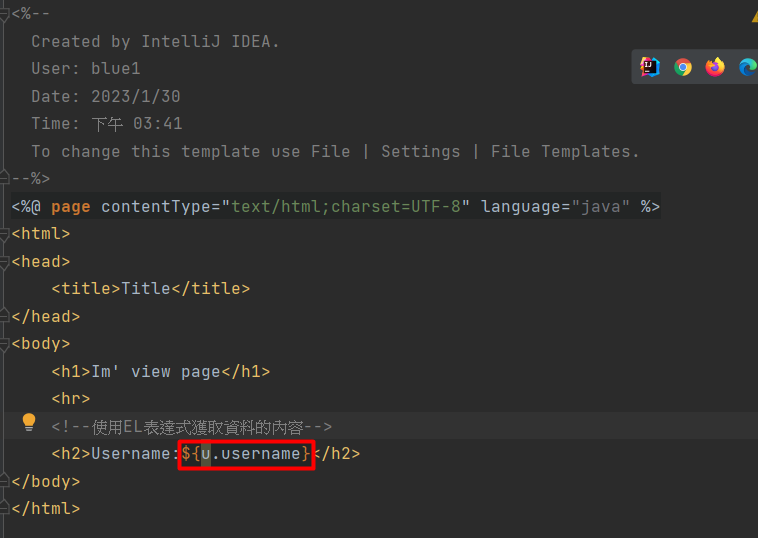 <%--
  Created by IntelliJ IDEA.
  User: blue1
  Date: 2023/1/30
  Time: 下午 03:41
  To change this template use File | Settings | File Templates.
--%>
<%@ page contentType="text/html;charset=UTF-8" language="java" %>
<html>
<head>
    <title>Title</title>
</head>
<body>
    <h1>Im' view page</h1>
    <hr>
    <!--使用EL表達式獲取資料的內容-->
    <h2>Username:${u.username}</h2>
</body>
</html>